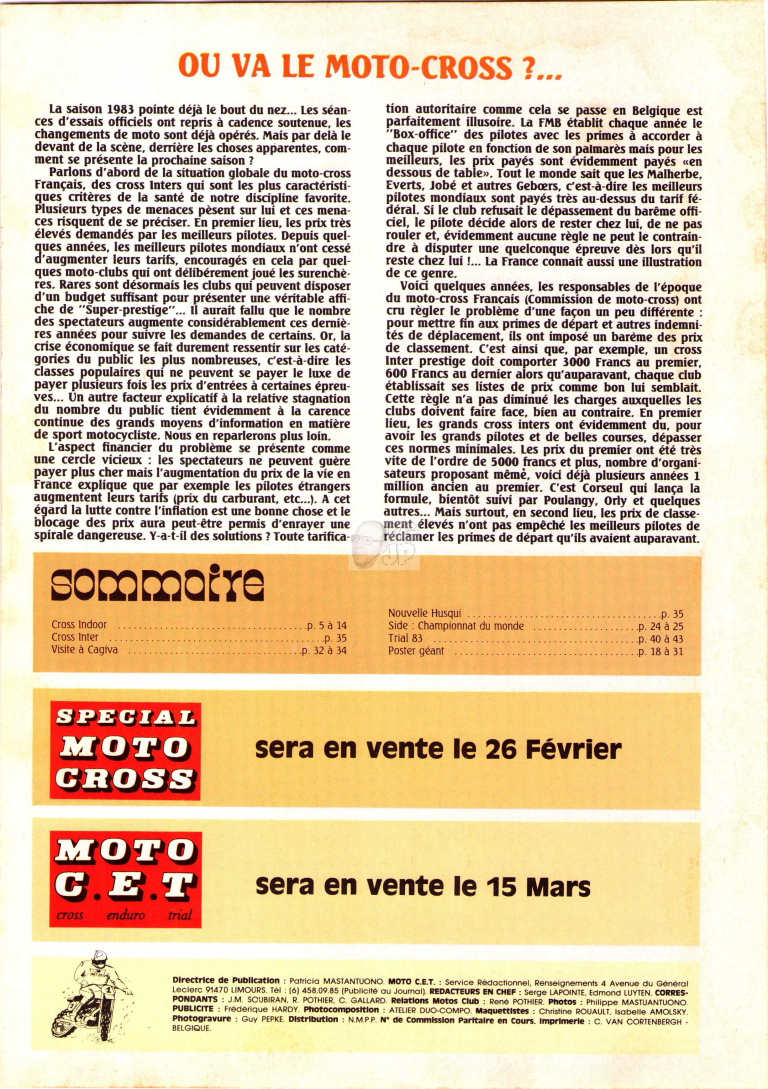 OU VA LE MOTO-CROSS ?...
La saison 1983 pointe déjà le bout du nez... Les séan-
ces d'essais officiels ont repris à cadence soutenue, les
changements de moto sont déjà opérés. Mais par delà le
devant de la scène, derrière les choses apparentes, com-
ment se présente la prochaine saison ?
Parlons d'abord de la situation globale du moto-cross
Français, des cross Inters qui sont les plus caractéristi-
ques critères de la santé de notre discipline favorite.
Plusieurs types de menaces pèsent sur lui et ces mena-
ces risquent de se préciser. En premier lieu, les prix très
élevés demandés par les meilleurs pilotes. Depuis quel-
ques années, les meilleurs pilotes mondiaux n'ont cessé
d'augmenter leurs tarifs, encouragés en cela par quel-
ques moto-clubs qui ont délibérément joué les surenchè-
res. Rares sont désormais les clubs qui peuvent disposer
d'un budget suffisant pour présenter une véritable affi-
che de "Super-prestige"... Il aurait fallu que le nombre
des spectateurs augmente considérablement ces derniè-
res années pour suivre les demandes de certains. Or, la
crise économique se fait durement ressentir sur les caté-
gories du public les plus nombreuses, c'est-à-dire les
classes populaires qui ne peuvent se payer le luxe de
payer plusieurs fois les prix d'entrées à certaines épreu-
ves... Un autre facteur explicatif à la relative stagnation
du nombre du public tient évidemment à la carence
continue des grands moyens d'information en matière
de sport motocycliste. Nous en reparlerons plus loin.
L'aspect financier du problème se présente comme
une cercle vicieux : les spectateurs ne peuvent guère
payer plus cher mais l'augmentation du prix de la vie en
France explique que par exemple les pilotes étrangers
augmentent leurs tarifs (prix du carburant, etc...). A cet
égard la lutte contre l'inflation est une bonne chose et le
blocage des prix aura peut-être permis d'enrayer une
spirale dangereuse. Y-a-t-il des solutions ? Toute tarifica-
tion autoritaire comme cela se passe en Belgique est
parfaitement illusoire. La FMB établit chaque année le
"Box-office" des pilotes avec les primes à accorder à
chaque pilote en fonction de son palmarès mais pour les
meilleurs, les prix payés sont évidemment payés «en
dessous de table». Tout le monde sait que les Malherbe,
Everts, Jobé et autres Gebœrs, c'est-à-dire les meilleurs
pilotes mondiaux sont payés très au-dessus du tarif fé-
déral. Si le club refusait le dépassement du barême offi-
ciel, le pilote décide alors de rester chez lui, de ne pas
rouler et, évidemment aucune règle ne peut le contrain-
dre à disputer une quelconque épreuve dès lors qu'il
reste chez lui !... La France connait aussi une illustration
de ce genre.
Voici quelques années, les responsables de l'époque
du moto-cross Français (Commission de moto-cross) ont
cru règler le problème d'une façon un peu différente :
pour mettre fin aux primes de départ et autres indemni-
tés de déplacement, ils ont imposé un barême des prix
de classement. C'est ainsi que, par exemple, un cross
Inter prestige doit comporter 3000 Francs au premier,
600 Francs au dernier alors qu'auparavant, chaque club
établissait ses listes de prix comme bon lui semblait.
Cette règle n'a pas diminué les charges auxquelles les
clubs doivent faire face, bien au contraire. En premier
lieu, les grands cross inters ont évidemment du, pour
avoir les grands pilotes et de belles courses, dépasser
ces normes minimales. Les prix du premier ont été très
vite de l'ordre de 5000 francs et plus, nombre d'organi-
sateurs proposant mêmè, voici déjà plusieurs années 1
million ancien au premier. C'est Corseul qui lança la
formule, bientôt suivi par Poulangy, Orly et quelques
autres... Mais surtout, en second lieu, les prix de classe-
ment élevés n'ont pas empêché les meilleurs pilotes de
réclamer les primes de départ qu'ils avaient auparavant.
JP
sommaire
Cross Indoor ........ p. 5 à 14
Cross Inter ........ p. 35
Visite à Cagiva ........ p. 32 à 34
Nouvelle Husqui ........ p. 35
Side : Championnat du monde ........ p. 24 à 25
Trial 83 ........ p. 40 à 43
Poster géant ........ p. 18 à 31
SPECIAL
MOTO
CROSS
sera en vente le 26 Février
MOTO
C.E.T
cross enduro trial
sera en vente le 15 Mars
Directrice de Publication : Patricia MASTANTUONO. MOTO C.E.T. : Service Rédactionnel, Renseignements 4 Avenue du Général
Leclerc 91470 LIMOURS. Tél : (6) 458.09.85 (Publicité au Journal). REDACTEURS EN CHEF : Serge LAPOINTE, Edmond LUYTEN. CORRES-
PONDANTS : J.M. SOUBIRAN, R. POTHIER, C. GALLARD. Relations Motos Club : René POTHIER. Photos : Philippe MASTUANTUONO.
PUBLICITE : Frédérique HARDY. Photocomposition : ATELIER DUO-COMPO. Maquettistes : Christine ROUAULT, Isabelle AMOLSKY.
Photogravure : Guy PEPKE. Distribution : N.M.P.P. N° de Commission Paritaire en Cours. Imprimerie : C. VAN CORTENBERGH -
BELGIQUE.